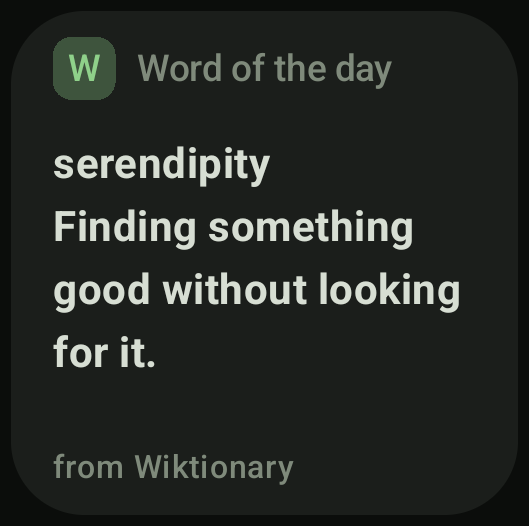 W Word of the day
serendipity
Finding something
good without looking
for it.
from Wiktionary